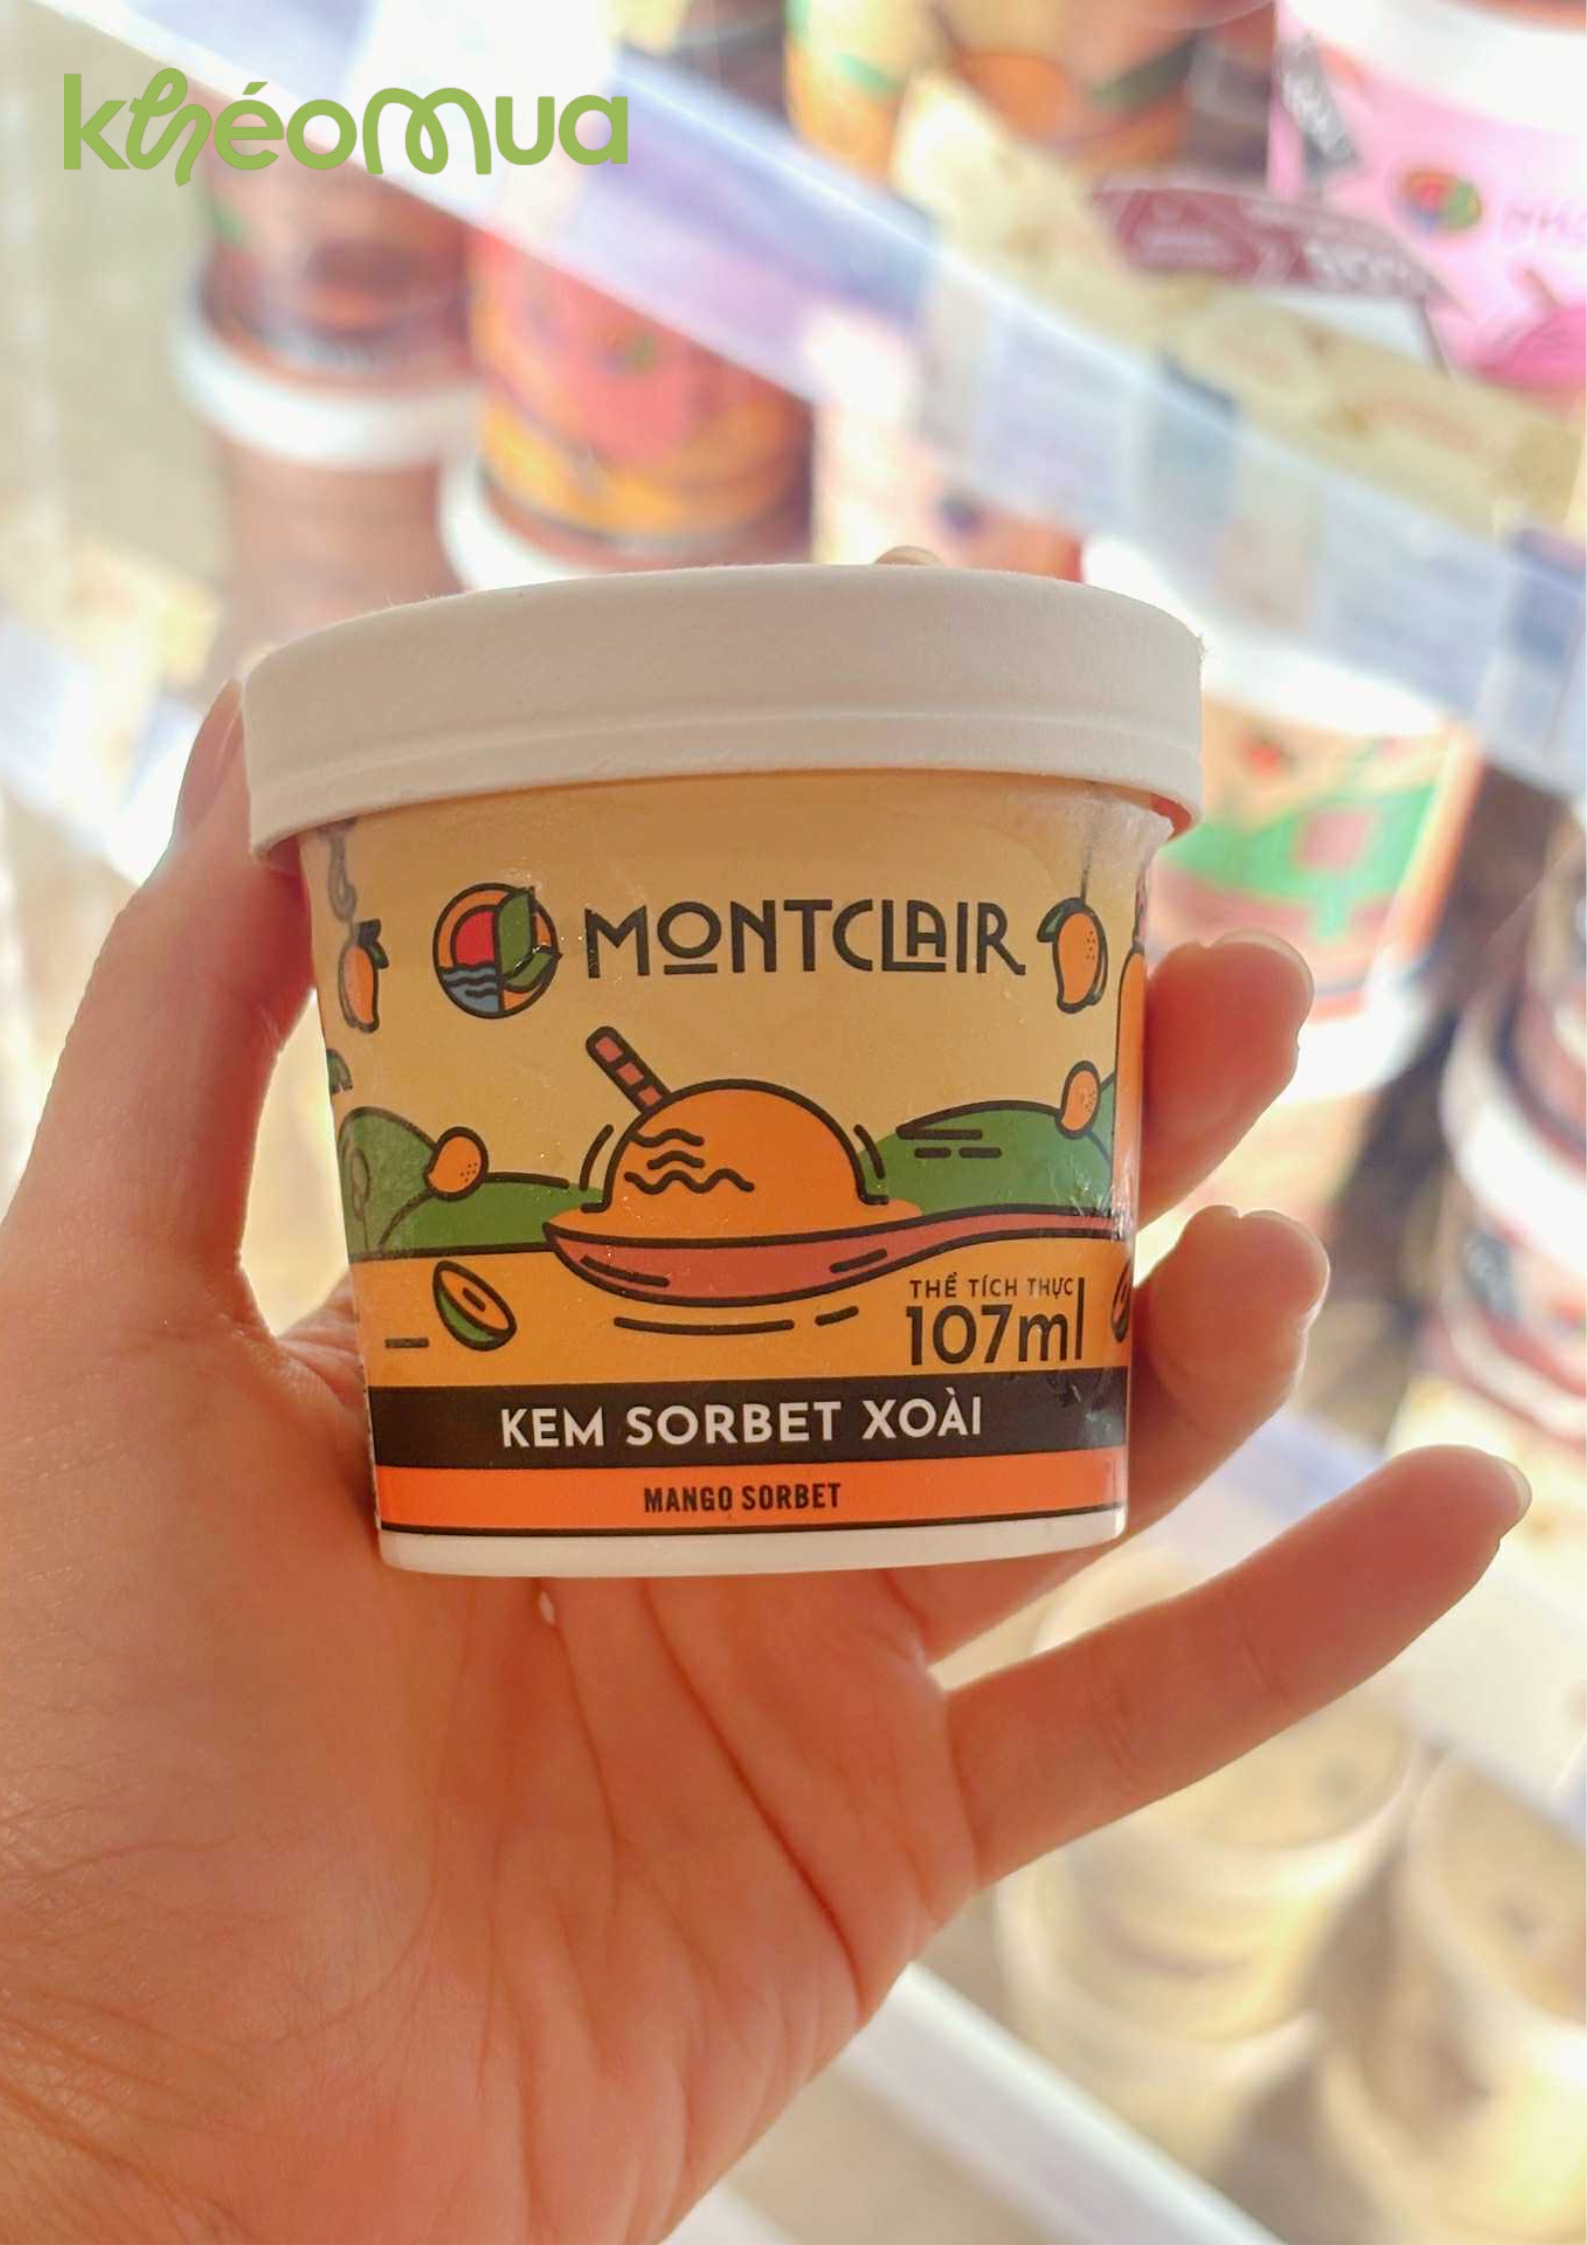 khéomua
MONTCLAIR
THỂ TÍCH THỰC
107ml
KEM SORBET XOÀI
MANGO SORBET